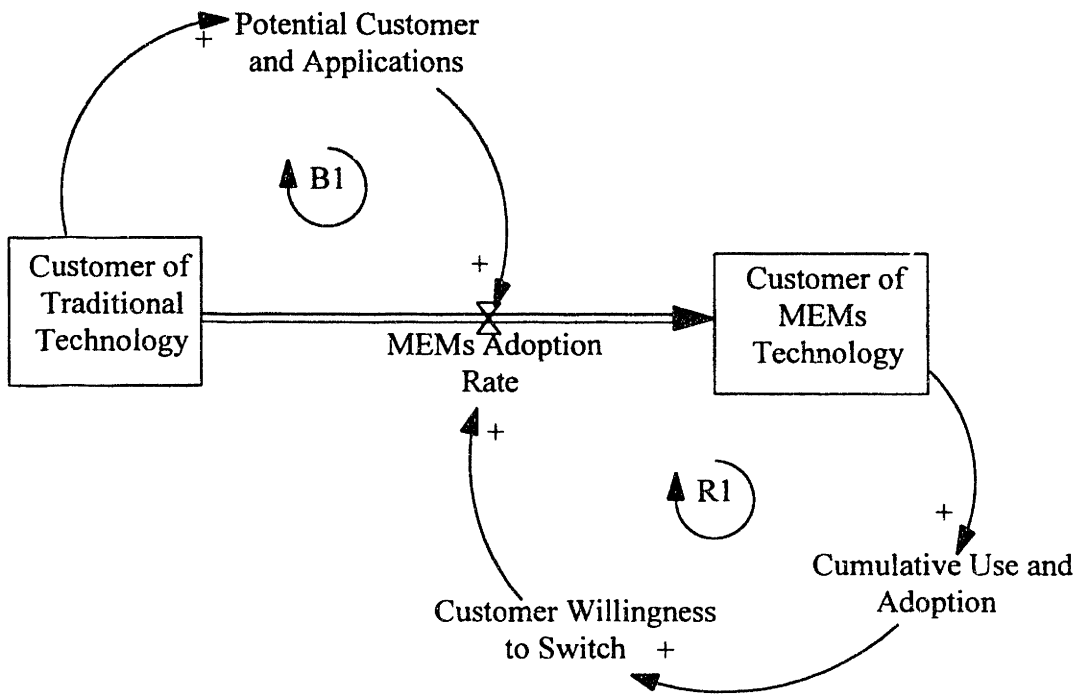 Potential Customer
+
and Applications
B1
+
Customer of
Traditional
Technology
Customer of
MEMs
Technology
MEMs Adoption
Rate
+
R1
+
Cumulative Use and
Adoption
Customer Willingness
to Switch +